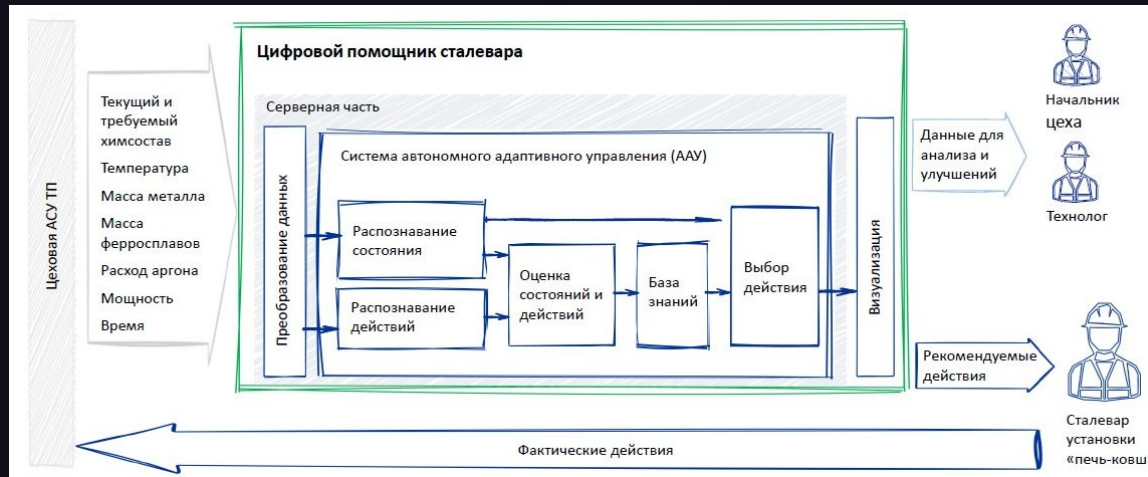 Цеховая АСУ ТП
Текущий и
требуемый
химсостав
Температура
Масса металла
Масса
ферросплавов
Расход аргона
Мощность
Время
Цифровой помощник сталевара
Серверная часть
Преобразование данных
Система автономного адаптивного управления (ААУ)
Распознавание
состояния
Распознавание
действий
Оценка
состояний и
действий
База
знаний
Выбор
действия
Визуализация
Данные для
анализа и
улучшений
Начальник
цеха
Технолог
Рекомендуемые
действия
Сталевар
установки
«печь-ковш
Фактические действия